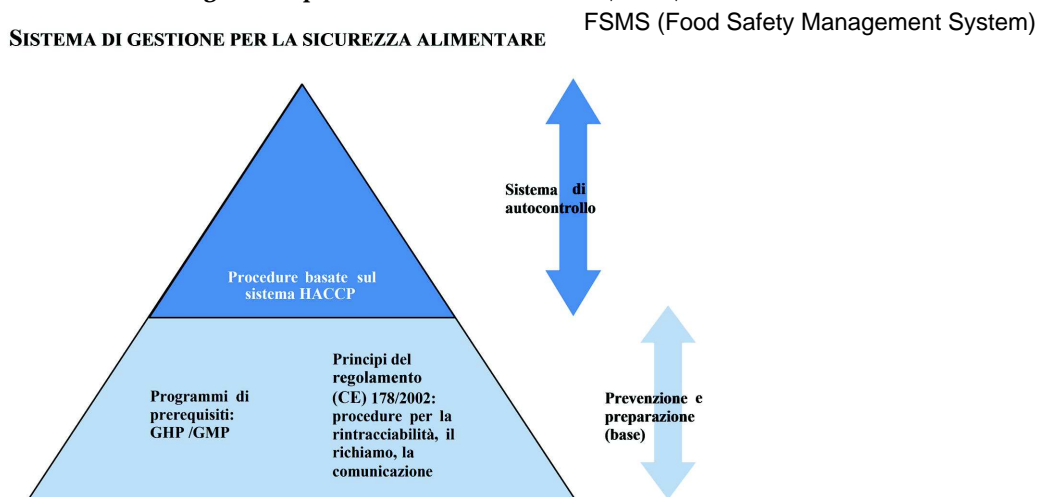 FSMS (Food Safety Management System)
SISTEMA DI GESTIONE PER LA SICUREZZA ALIMENTARE
Sistema di
autocontrollo
Procedure basate sul
sistema HACCP
Programmi di
prerequisiti:
GHP /GMP
Principi del
regolamento
(CE) 178/2002:
procedure per la
rintracciabilità, il
richiamo, la
comunicazione
Prevenzione e
preparazione
(base)